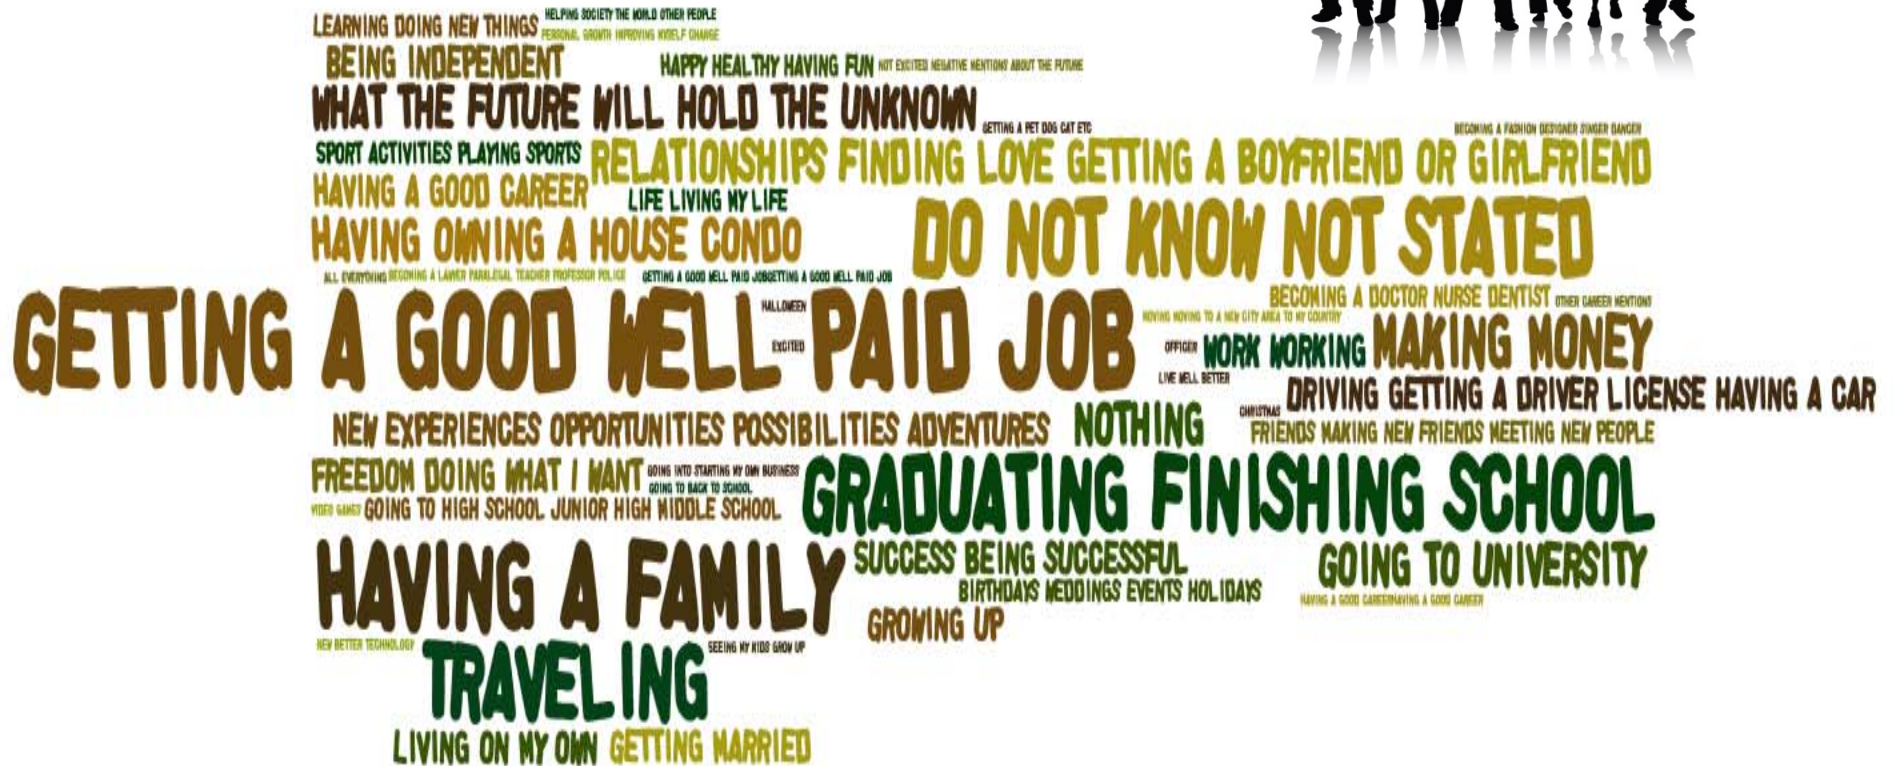 LEARNING DOING NEW THINGS
HELPING SOCIETY THE WORLD OTHER PEOPLE
PERSONAL GROWTH IMPROVING MYSELF CHANGE
BEING INDEPENDENT
HAPPY HEALTHY HAVING FUN
NOT EXCITED NEGATIVE MENTIONS ABOUT THE FUTURE
WHAT THE FUTURE WILL HOLD THE UNKNOWN
GETTING A PET DOG CAT ETC
BECOMING A FASHION DESIGNER SINGER DANCER
SPORT ACTIVITIES PLAYING SPORTS
RELATIONSHIPS FINDING LOVE GETTING A BOYFRIEND OR GIRLFRIEND
HAVING A GOOD CAREER
LIFE LIVING MY LIFE
HAVING OWNING A HOUSE CONDO
DO NOT KNOW NOT STATED
ALL EVERYTHING
BECOMING A LAWER PARALEGAL TEACHER PROFESSOR POLICE
GETTING A GOOD WELL PAID JOBGETTING A GOOD WELL PAID JOB
GETTING A GOOD WELL-PAID JOB
HALLOWEEN
EXCITED
BECOMING A DOCTOR NURSE DENTIST
OTHER CAREER MENTIONS
MOVING MOVING TO A NEW CITY AREA TO MY COUNTRY
OFFICER
WORK WORKING
MAKING MONEY
LIVE WELL BETTER
CHRISTMAS
DRIVING GETTING A DRIVER LICENSE HAVING A CAR
NEW EXPERIENCES OPPORTUNITIES POSSIBILITIES ADVENTURES
NOTHING
FRIENDS MAKING NEW FRIENDS MEETING NEW PEOPLE
FREEDOM DOING WHAT I WANT
GOING INTO STARTING MY OWN BUSINESS
GOING TO BACK TO SCHOOL
GRADUATING FINISHING SCHOOL
VIDEO GAMES
GOING TO HIGH SCHOOL JUNIOR HIGH MIDDLE SCHOOL
HAVING A FAMILY
SUCCESS BEING SUCCESSFUL
GOING TO UNIVERSITY
BIRTHDAYS WEDDINGS EVENTS HOLIDAYS
HAVING A GOOD CAREERHAVING A GOOD CAREER
GROWING UP
NEW BETTER TECHNOLOGY
TRAVELING
SEEING MY KIDS GROW UP
LIVING ON MY OWN
GETTING MARRIED